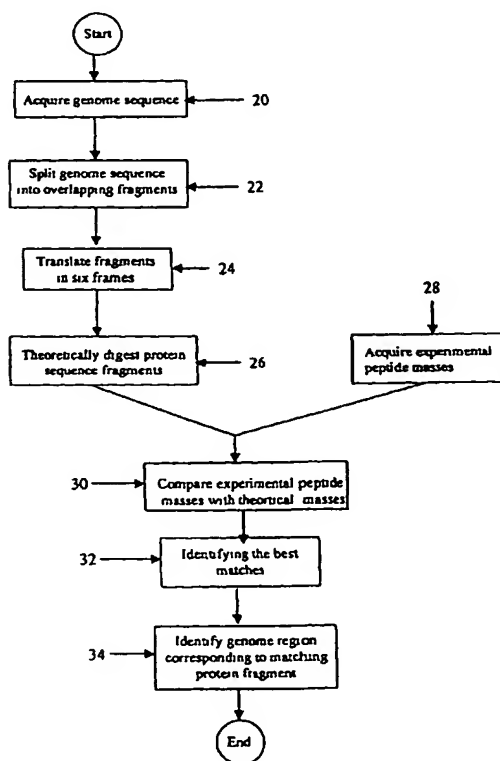 Start
Acquire genome sequence
20
Split genome sequence
into overlapping fragments
22
Translate fragments
in six frames
24
28
Theoretically digest protein
sequence fragments
26
Acquire expenmental
peptide masses
30
Compare experimental peptide
masses with theortical masses
32
Identifying the best
matches
34
Identify genome region
corresponding to matching
protein fragment
End